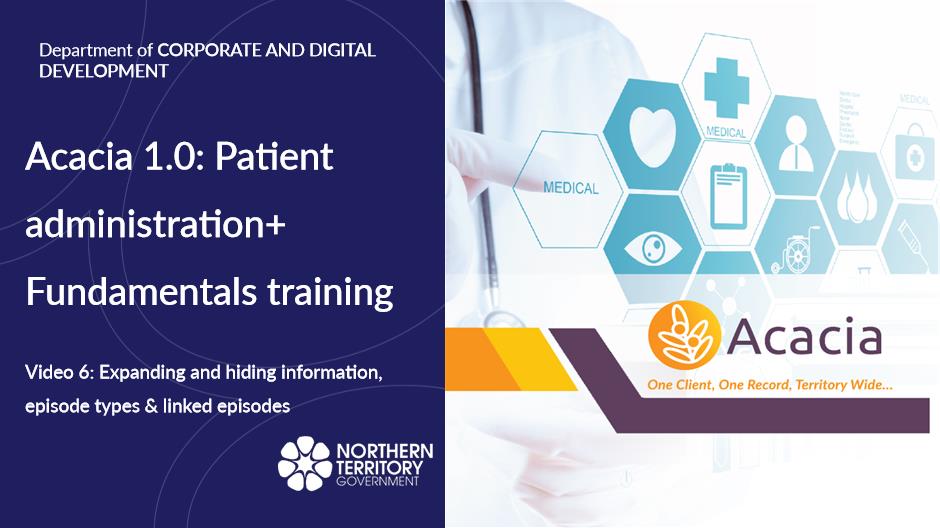 Department of CORPORATE AND DIGITAL
DEVELOPMENT
Acacia 1.0: Patient
administration+
Fundamentals training
Video 6: Expanding and hiding information,
episode types & linked episodes
NORTHERN
TERRITORY
GOVERNMENT
MEDICAL
MEDICAL
MEDICAL
Acacia
One Client, One Record, Territory Wide...